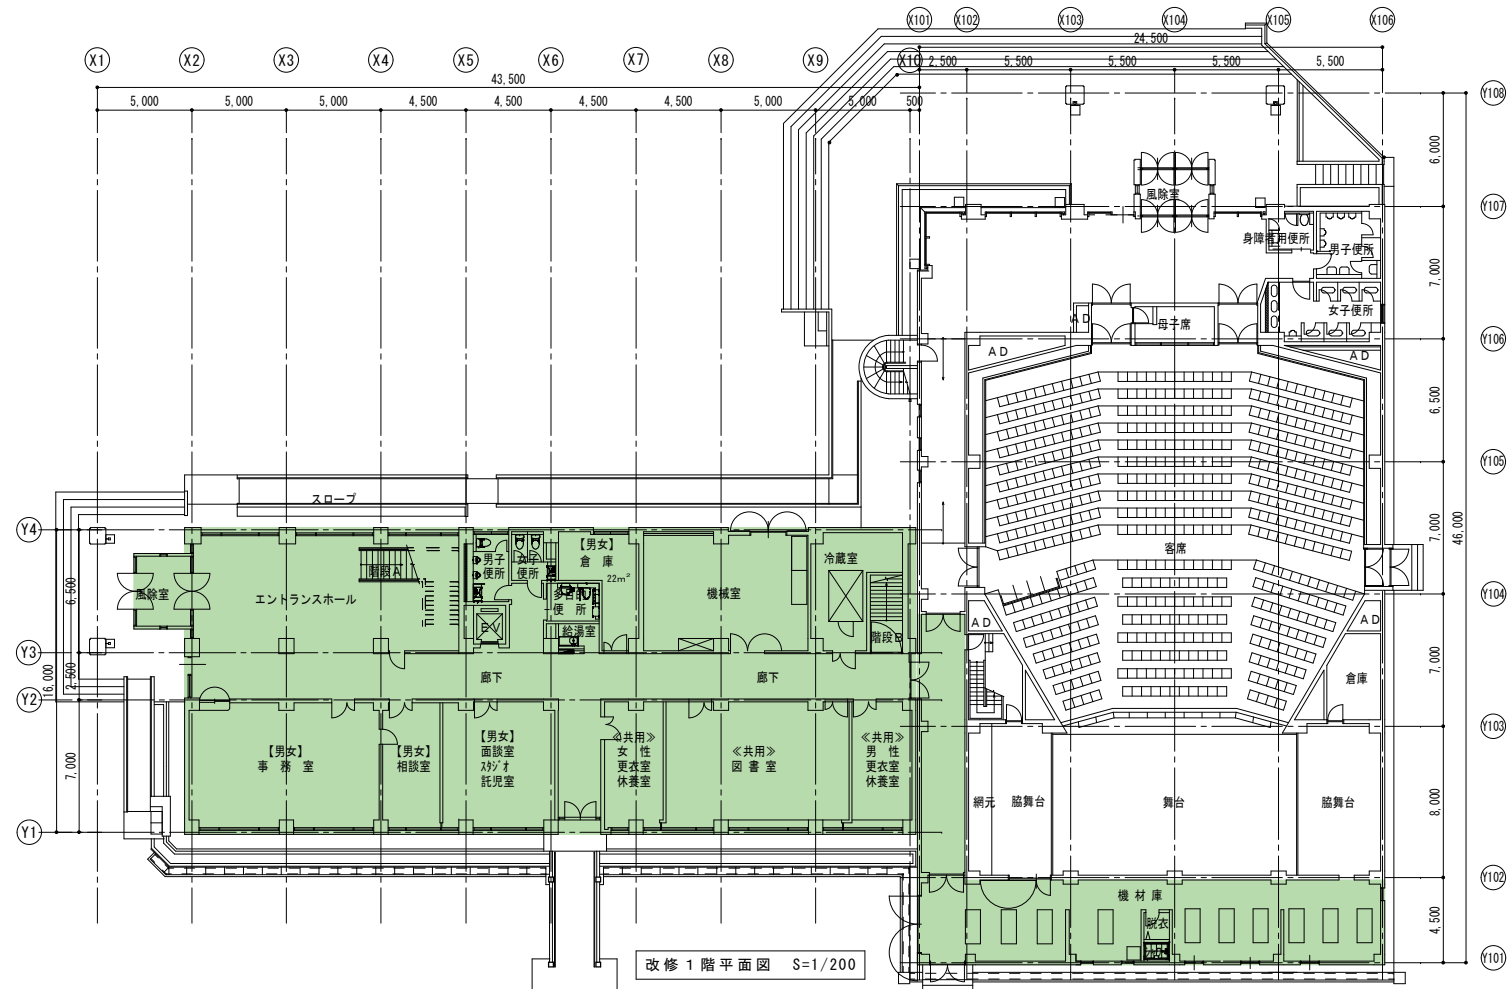 X101 X102 X103 X104 X105 X106
24,500
X1 X2 X3 X4 X5 X6 X7 X8 X9 X10
2,500 5,500 5,500 5,500 5,500
43,500
5,000 5,000 5,000 4,500 4,500 4,500 4,500 5,000 5,000 500
Y108
6,000
風除室
Y107
身障者用便所
男子便所
7,000
女子便所
AD
母子席
Y106
AD
AD
6,500
Y105
スロープ
7,000
46,000
客席
Y4
【男女】
倉 庫
22m²
男子
便所
女子
便所
冷蔵室
階段A
風除室
エントランスホール
多目的
便 所
機械室
6,500
Y104
EV
給湯室
階段B
AD
AD
Y3
2,500
16,000
廊下
廊下
7,000
倉庫
Y2
Y103
【男女】
事 務 室
【男女】
相談室
【男女】
面談室
スタジオ
託児室
≪共用≫
女 性
更衣室
休養室
≪共用≫
図 書 室
≪共用≫
男 性
更衣室
休養室
7,000
網元
脇舞台
舞台
脇舞台
8,000
Y1
Y102
機 材 庫
脱衣
4,500
Y101
改修1階平面図 S=1/200